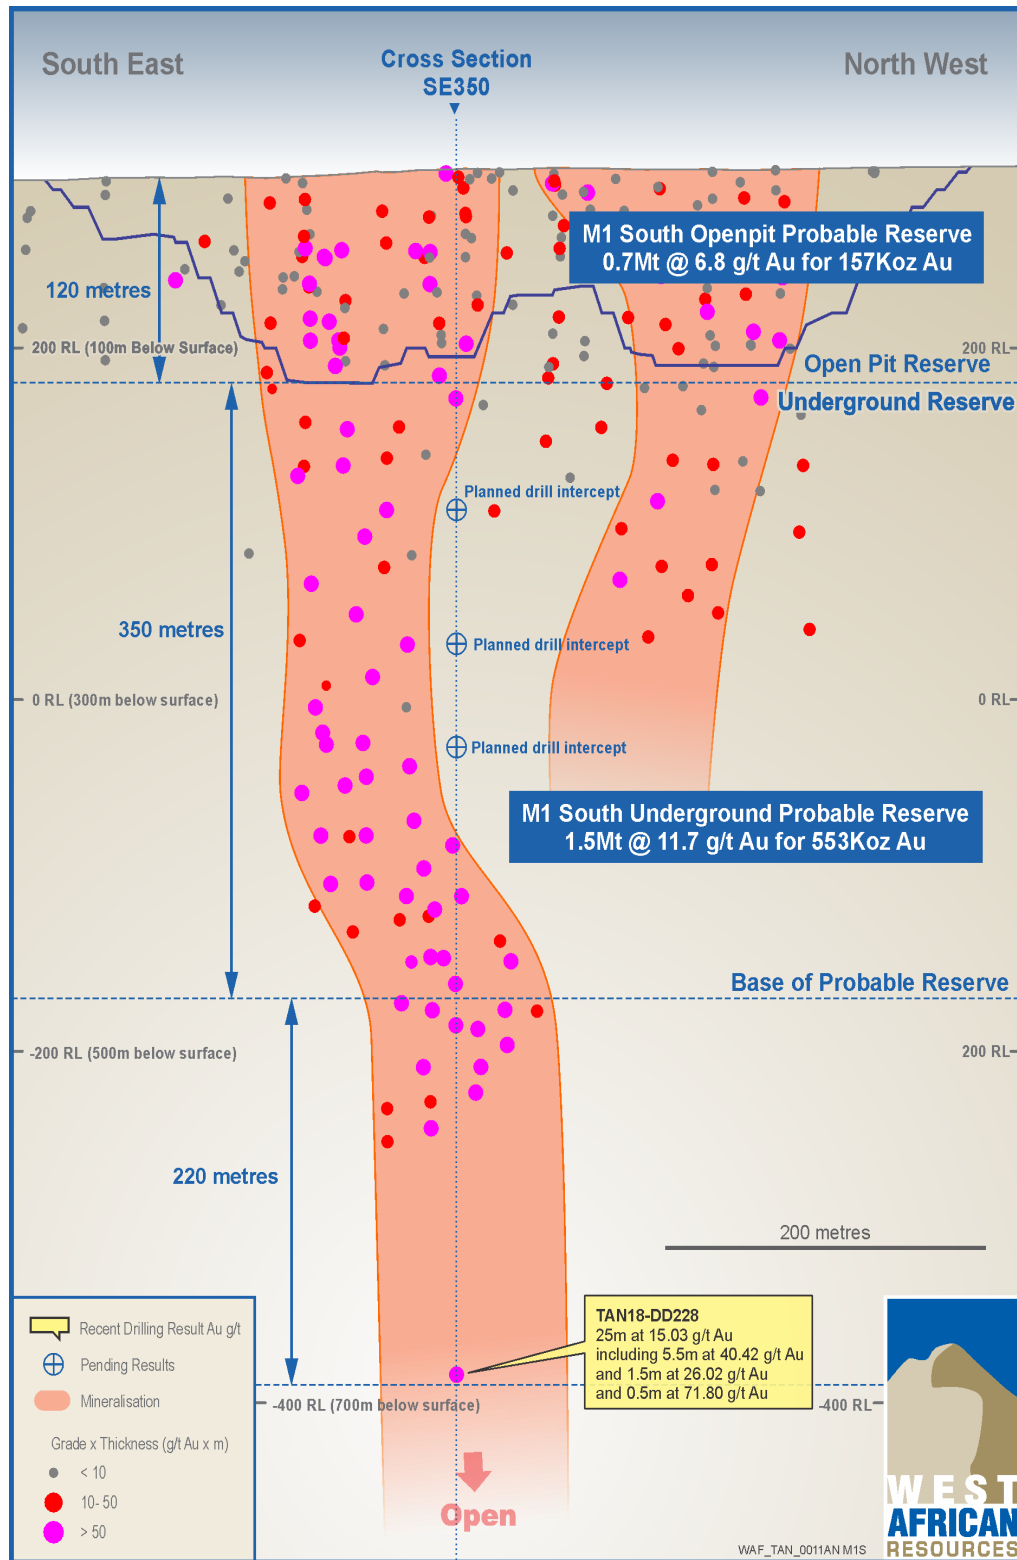 South East
Cross Section
SE350
North West
M1 South Openpit Probable Reserve
0.7Mt @ 6.8 g/t Au for 157Koz Au
120 metres
200 RL (100m Below Surface)
200 RL
Open Pit Reserve
Underground Reserve
Planned drill intercept
350 metres
Planned drill intercept
0 RL (300m below surface)
0 RL
Planned drill intercept
M1 South Underground Probable Reserve
1.5Mt @ 11.7 g/t Au for 553Koz Au
Base of Probable Reserve
-200 RL (500m below surface)
200 RL
220 metres
200 metres
TAN18-DD228
25m at 15.03 g/t Au
including 5.5m at 40.42 g/t Au
and 1.5m at 26.02 g/t Au
and 0.5m at 71.80 g/t Au
-400 RL (700m below surface)
-400 RL
Recent Drilling Result Au g/t
Pending Results
Mineralisation
Grade x Thickness (g/t Au x m)
< 10
10- 50
> 50
Open
WAF_TAN_0011AN M1S
WEST
AFRICAN
RESOURCES